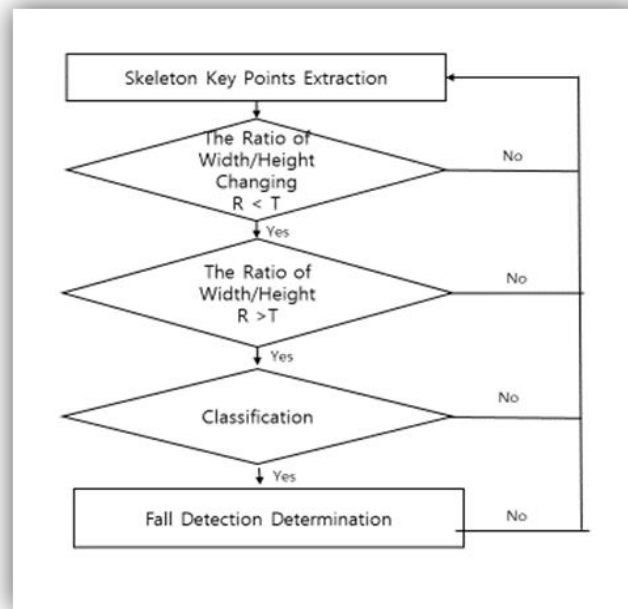 Skeleton Key Points Extraction
The Ratio of
Width/Height
Changing
R < T
No
Yes
The Ratio of
Width/Height
R >T
No
Yes
Classification
No
Yes
Fall Detection Determination
No